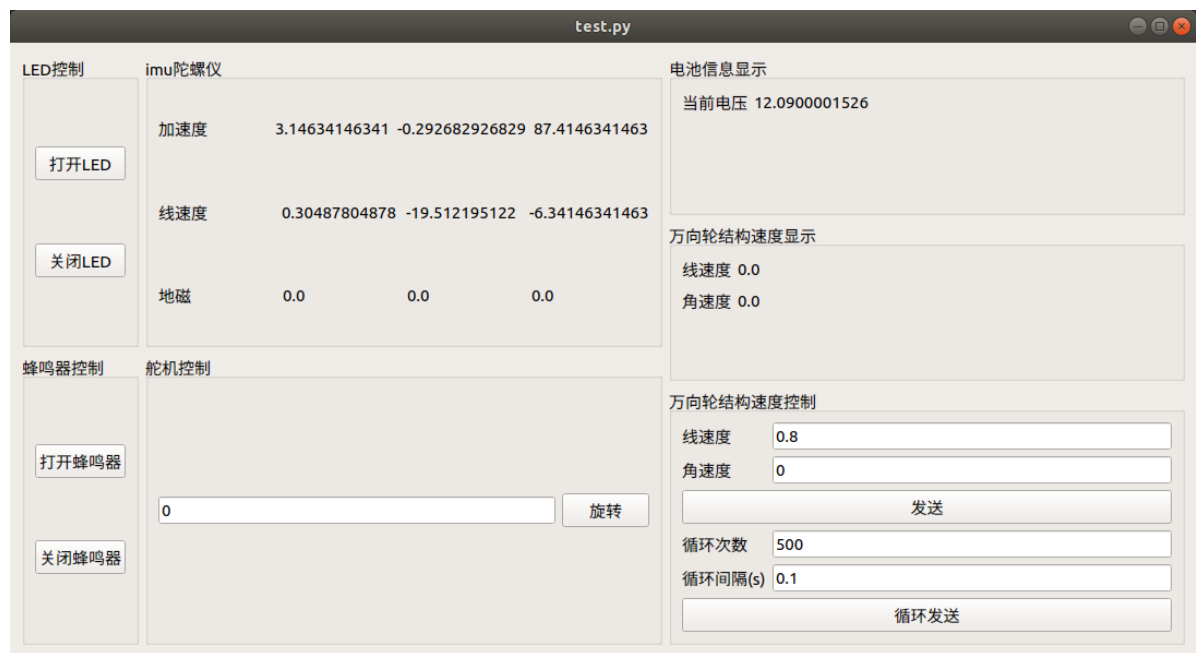 test.py
LED控制
打开LED
关闭LED
imu陀螺仪
加速度 3.14634146341 -0.292682926829 87.4146341463
线速度 0.30487804878 -19.512195122 -6.34146341463
地磁 0.0 0.0 0.0
蜂鸣器控制
打开蜂鸣器
关闭蜂鸣器
舵机控制
0 旋转
电池信息显示
当前电压 12.0900001526
万向轮结构速度显示
线速度 0.0
角速度 0.0
万向轮结构速度控制
线速度 0.8
角速度 0
发送
循环次数 500
循环间隔(s) 0.1
循环发送